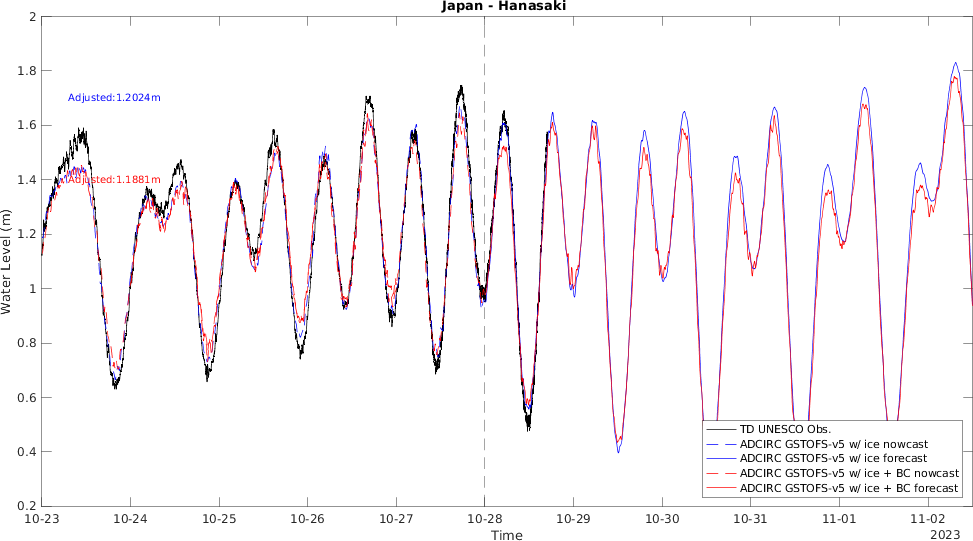 Japan - Hanasaki
Water Level (m)
2
1.8
1.6
1.4
1.2
1
0.8
0.6
0.4
0.2
Adjusted:1.2024m
Adjusted:1.1881m
TD UNESCO Obs.
ADCIRC GSTOFS-v5 w/ ice nowcast
ADCIRC GSTOFS-v5 w/ ice forecast
ADCIRC GSTOFS-v5 w/ ice + BC nowcast
ADCIRC GSTOFS-v5 w/ ice + BC forecast
10-23 10-24 10-25 10-26 10-27 10-28 10-29 10-30 10-31 11-01 11-02
2023
Time